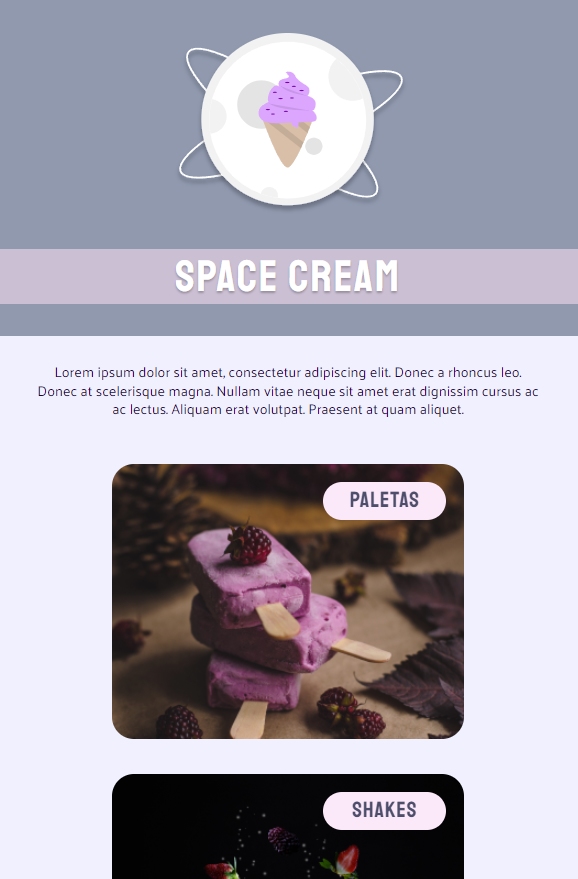 SPACE CREAM
Lorem ipsum dolor sit amet, consectetur adipiscing elit. Donec a rhoncus leo.
Donec at scelerisque magna. Nullam vitae neque sit amet erat dignissim cursus ac
ac lectus. Aliquam erat volutpat. Praesent at quam aliquet.
PALETAS
SHAKES